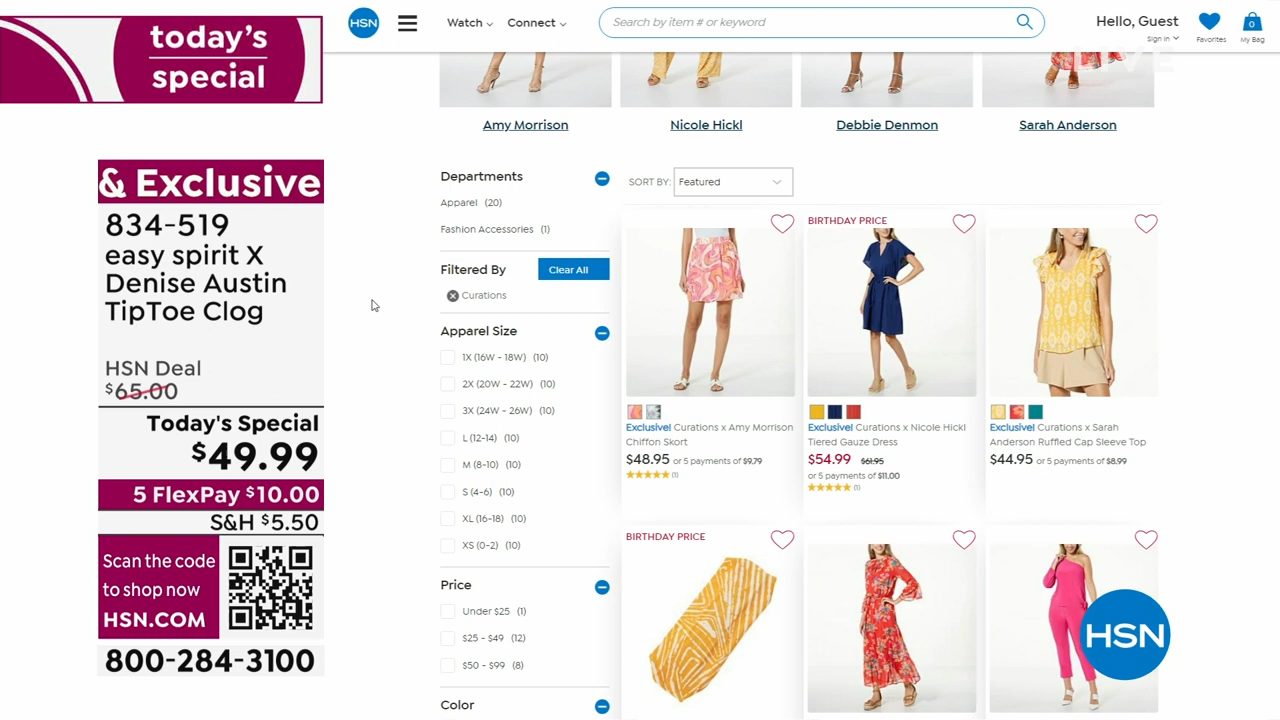 today's
special
HSN
Watch
Connect
Search by item # or keyword
Hello, Guest
Sign In
Favorites
0
My Bag
LIVE
Amy Morrison
Nicole Hickl
Debbie Denmon
Sarah Anderson
& Exclusive
834-519
easy spirit X
Denise Austin
TipToe Clog
HSN Deal
$65.00
Today's Special
$49.99
5 FlexPay $10.00
S&H $5.50
Scan the code
to shop now
HSN.COM
800-284-3100
Departments
Apparel (20)
Fashion Accessories (1)
Filtered By
Clear All
Curations
Apparel Size
1X (16W - 18W) (10)
2X (20W - 22W) (10)
3X (24W - 26W) (10)
L (12-14) (10)
M (8-10) (10)
S (4-6) (10)
XL (16-18) (10)
XS (0-2) (10)
Price
Under $25 (1)
$25 - $49 (12)
$50 - $99 (8)
Color
SORT BY: Featured
Exclusive! Curations x Amy Morrison
Chiffon Skort
$48.95 or 5 payments of $9.79
(1)
BIRTHDAY PRICE
Exclusive! Curations x Nicole Hickl
Tiered Gauze Dress
$54.99 $61.95
or 5 payments of $11.00
(1)
Exclusive! Curations x Sarah
Anderson Ruffled Cap Sleeve Top
$44.95 or 5 payments of $8.99
BIRTHDAY PRICE
HSN